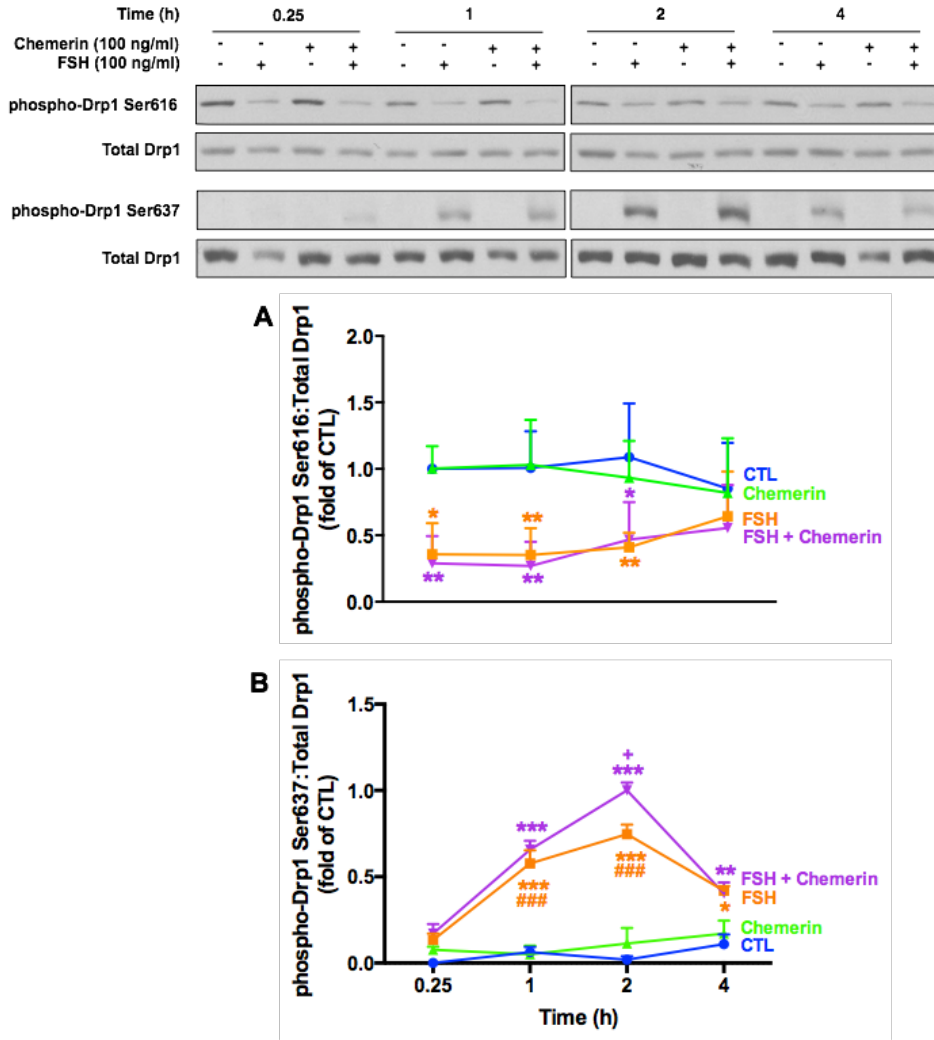 Time (h) 0.25 1 2 4
Chemerin (100 ng/ml) - - + + - - + + - - + + - - + +
FSH (100 ng/ml) - + - + - + - + - + - + - + - +
phospho-Drp1 Ser616
Total Drp1
phospho-Drp1 Ser637
Total Drp1
A
phospho-Drp1 Ser616:Total Drp1
(fold of CTL)
2.0
1.5
1.0
0.5
0.0
* ** *
** ** **
CTL
Chemerin
FSH
FSH + Chemerin
B
phospho-Drp1 Ser637:Total Drp1
(fold of CTL)
1.5
1.0
0.5
0.0
+
*** ***
*** ***
### ###
**
*
FSH + Chemerin
FSH
Chemerin
CTL
0.25 1 2 4
Time (h)